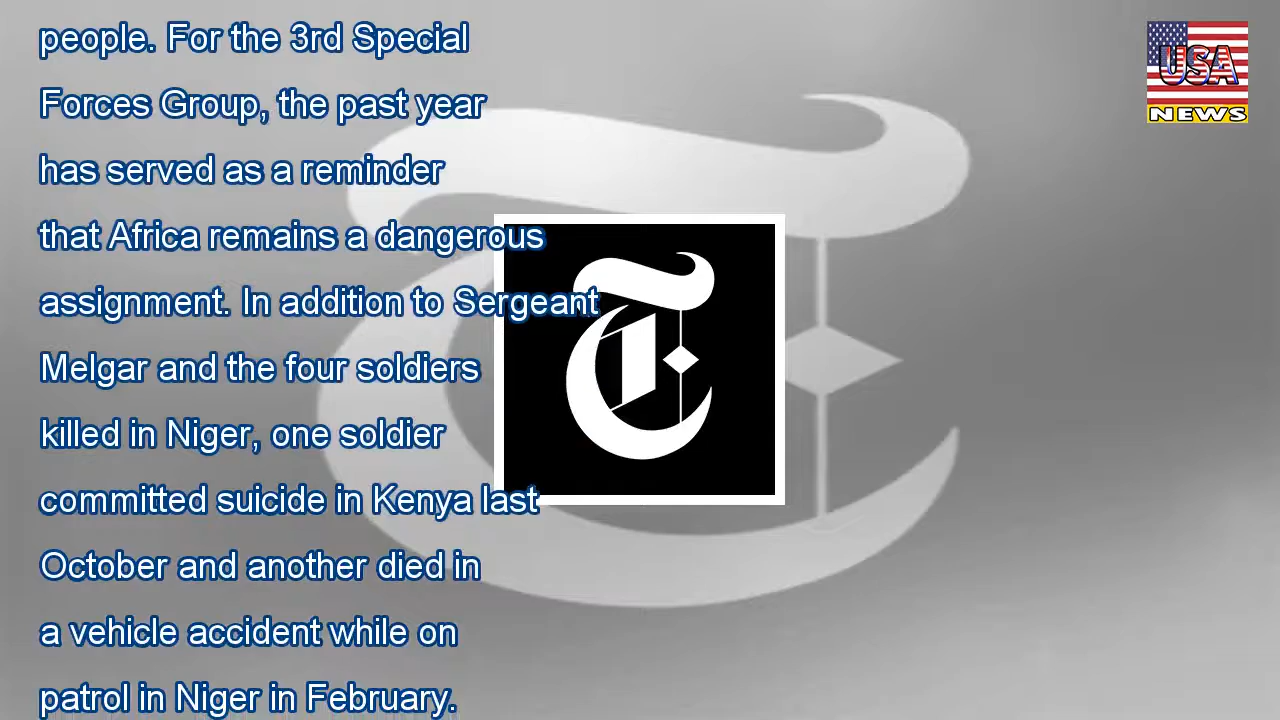 people. For the 3rd Special
Forces Group, the past year
has served as a reminder
that Africa remains a dangerous
assignment. In addition to Sergeant
Melgar and the four soldiers
killed in Niger, one soldier
committed suicide in Kenya last
October and another died in
a vehicle accident while on
patrol in Niger in February.
USA
NEWS
T